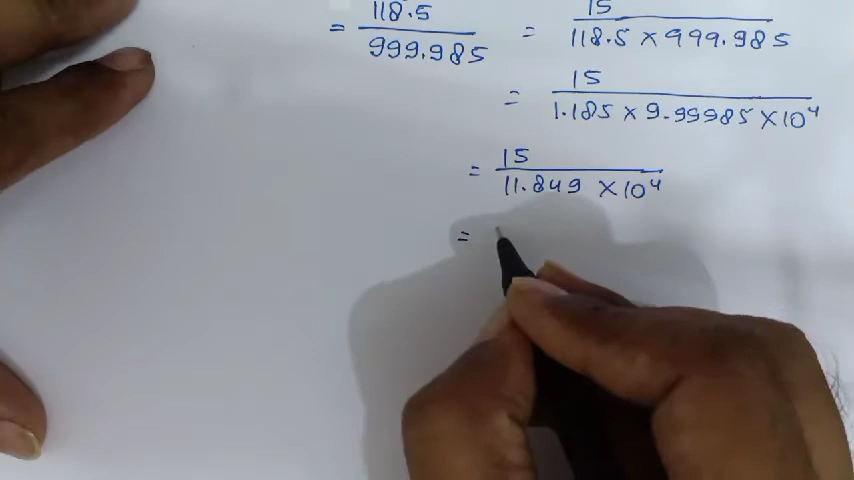 = 118.5 / 999.985 = 15 / 118.5 × 999.985
= 15 / 1.185 × 9.99985 × 10⁴
= 15 / 11.849 × 10⁴
=